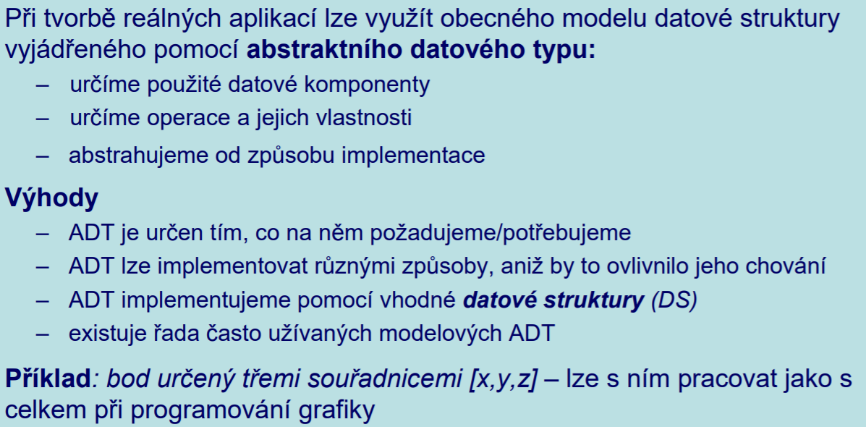 Při tvorbě reálných aplikací lze využít obecného modelu datové struktury
vyjádřeného pomocí abstraktního datového typu:
– určíme použité datové komponenty
– určíme operace a jejich vlastnosti
– abstrahujeme od způsobu implementace
Výhody
– ADT je určen tím, co na něm požadujeme/potřebujeme
– ADT lze implementovat různými způsoby, aniž by to ovlivnilo jeho chování
– ADT implementujeme pomocí vhodné datové struktury (DS)
– existuje řada často užívaných modelových ADT
Příklad: bod určený třemi souřadnicemi [x,y,z] – lze s ním pracovat jako s
celkem při programování grafiky